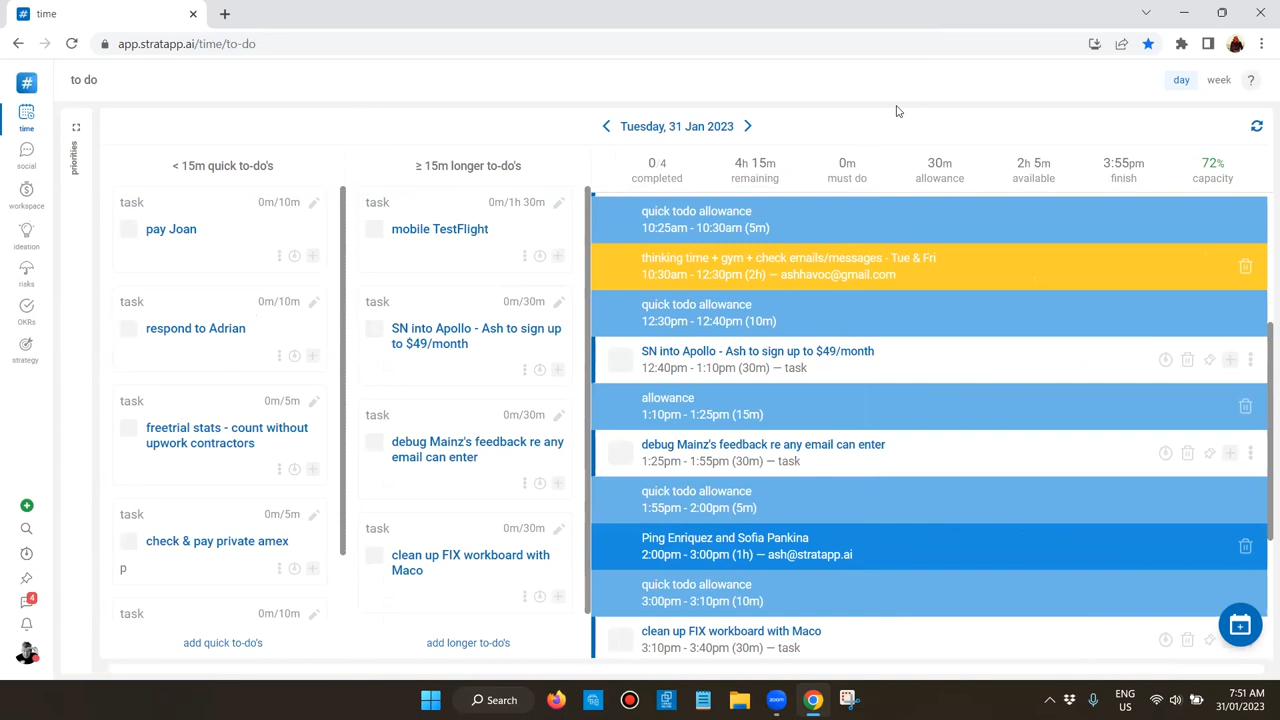 time
app.stratapp.ai/time/to-do
to do
day
week
?
#
time
social
workspace
ideation
risks
OKRs
strategy
4
priorities
Tuesday, 31 Jan 2023
< 15m quick to-do's
≥ 15m longer to-do's
0/4
completed
4h 15m
remaining
0m
must do
30m
allowance
2h 5m
available
3:55pm
finish
72%
capacity
task
0m/10m
pay Joan
task
0m/10m
respond to Adrian
task
0m/5m
freetrial stats - count without
upwork contractors
task
0m/5m
check & pay private amex
p
task
0m/10m
add quick to-do's
task
0m/1h 30m
mobile TestFlight
task
0m/30m
SN into Apollo - Ash to sign up
to $49/month
task
0m/30m
debug Mainz's feedback re any
email can enter
task
0m/30m
clean up FIX workboard with
Maco
add longer to-do's
quick todo allowance
10:25am - 10:30am (5m)
thinking time + gym + check emails/messages - Tue & Fri
10:30am - 12:30pm (2h) — ashhavoc@gmail.com
quick todo allowance
12:30pm - 12:40pm (10m)
SN into Apollo - Ash to sign up to $49/month
12:40pm - 1:10pm (30m) — task
allowance
1:10pm - 1:25pm (15m)
debug Mainz's feedback re any email can enter
1:25pm - 1:55pm (30m) — task
quick todo allowance
1:55pm - 2:00pm (5m)
Ping Enriquez and Sofia Pankina
2:00pm - 3:00pm (1h) — ash@stratapp.ai
quick todo allowance
3:00pm - 3:10pm (10m)
clean up FIX workboard with Maco
3:10pm - 3:40pm (30m) — task
Search
ENG
US
7:51 AM
31/01/2023